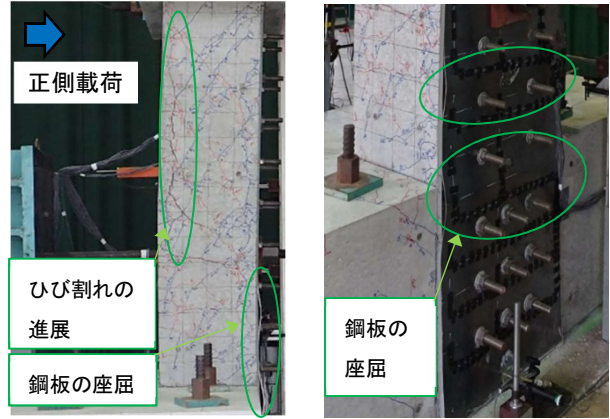 正側載荷
ひび割れの
進展
鋼板の座屈
鋼板の
座屈